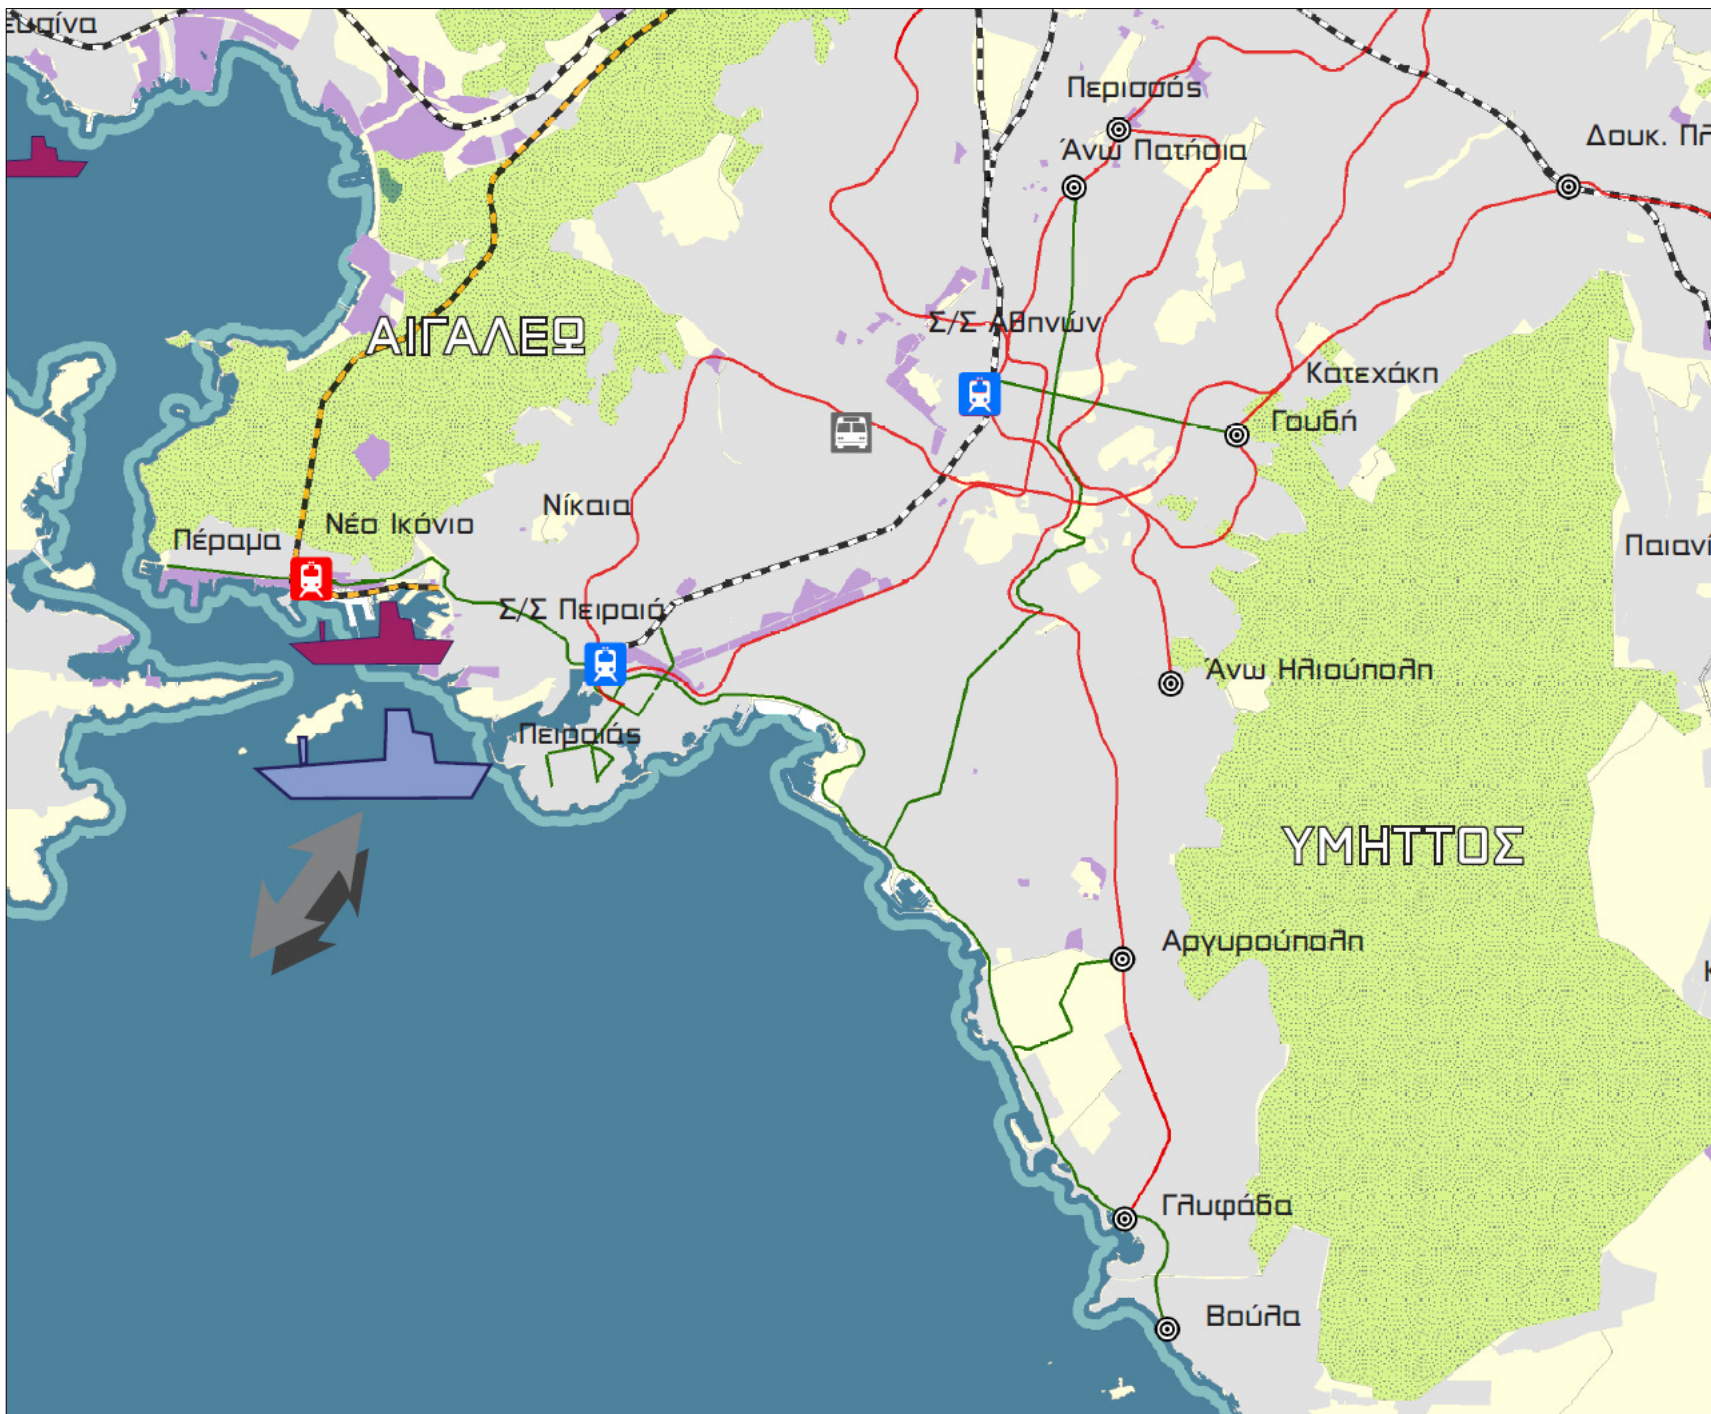 Περισσός
Άνω Πατήσια
Δουκ. Πλ
Σ/Σ Αθηνών
ΑΙΓΑΛΕΩ
Κατεχάκη
Γουδή
Νίκαια
Νέο Ικόνιο
Πέραμα
Παιανί
Σ/Σ Πειραιά
Άνω Ηλιούπολη
Πειραιάς
ΥΜΗΤΤΟΣ
Αργυρούπολη
Κ
Γλυφάδα
Βούλα